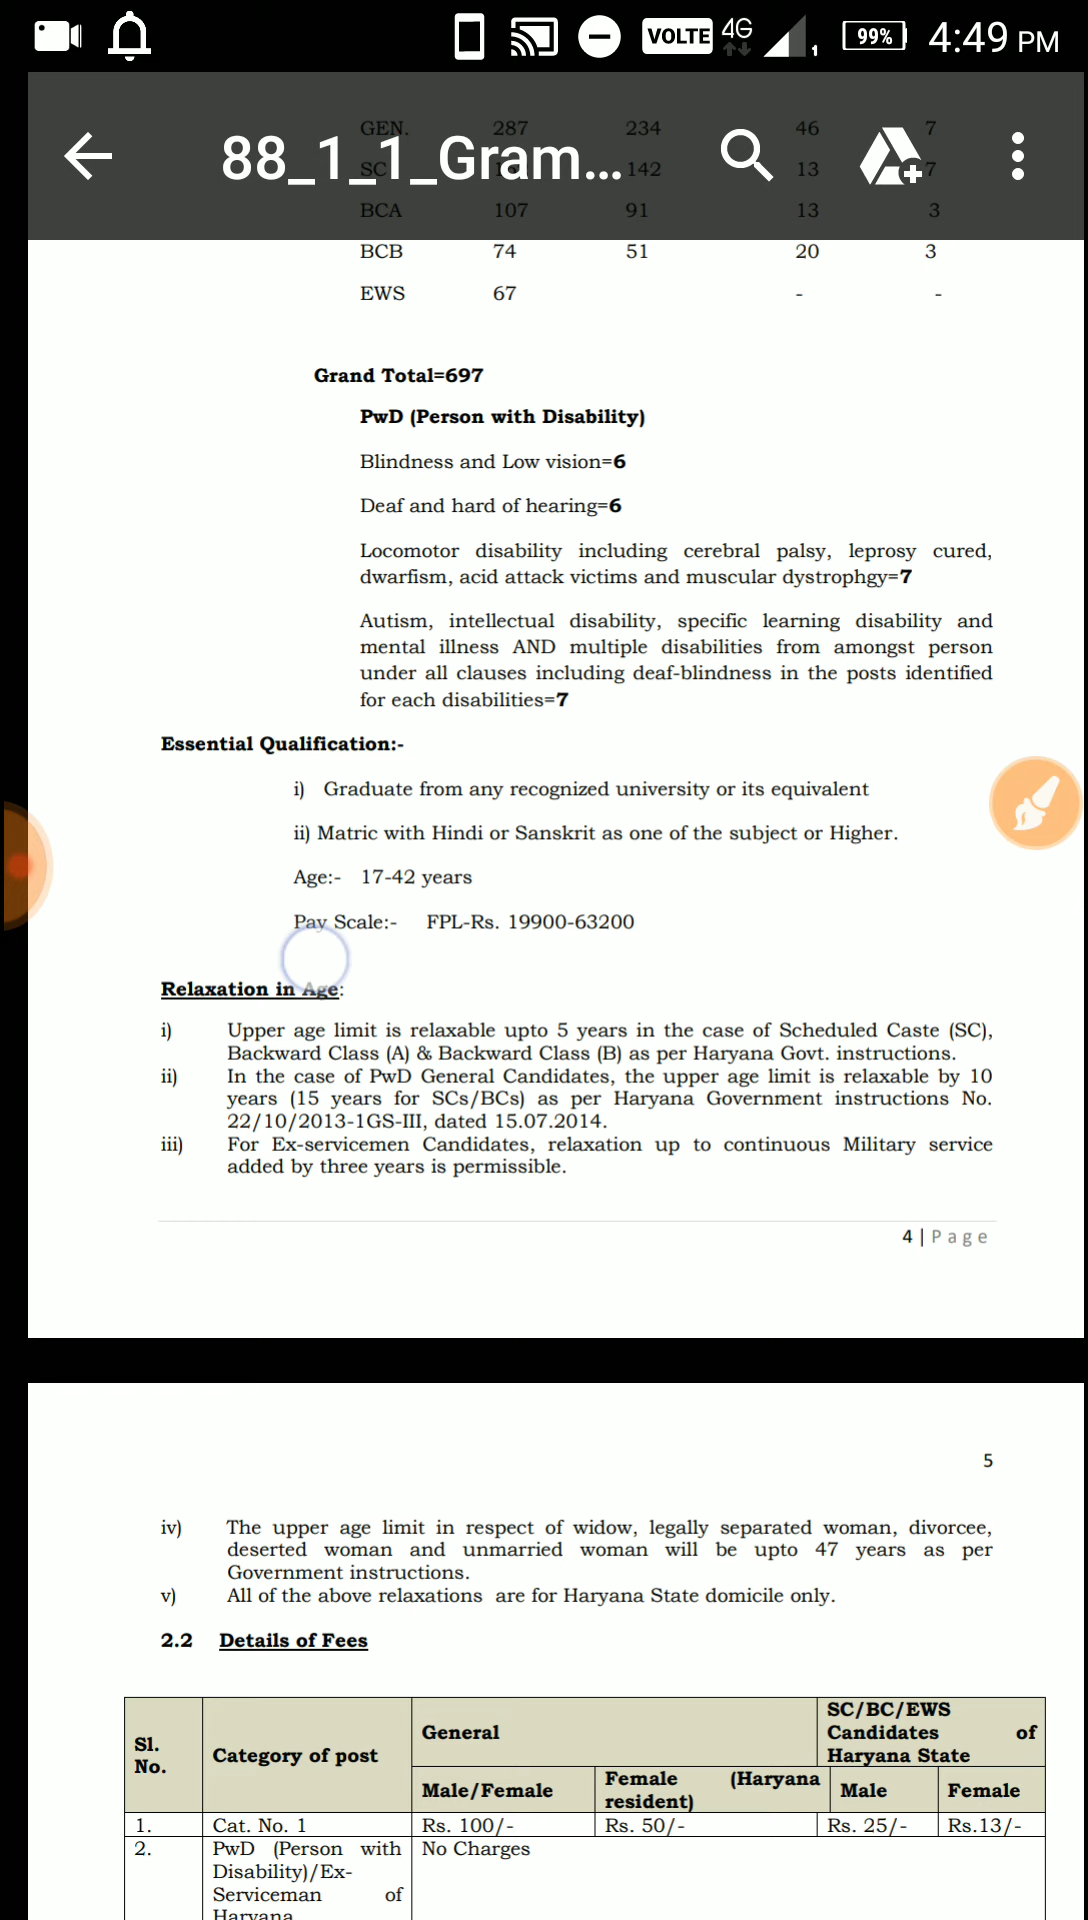 VOLTE 4G 1 99% 4:49 PM
88_1_1_Gram...
GEN. 287 234 46 7
SC 142 13 7
BCA 107 91 13 3
BCB 74 51 20 3
EWS 67 - -
Grand Total=697
PwD (Person with Disability)
Blindness and Low vision=6
Deaf and hard of hearing=6
Locomotor disability including cerebral palsy, leprosy cured,
dwarfism, acid attack victims and muscular dystrophgy=7
Autism, intellectual disability, specific learning disability and
mental illness AND multiple disabilities from amongst person
under all clauses including deaf-blindness in the posts identified
for each disabilities=7
Essential Qualification:-
i) Graduate from any recognized university or its equivalent
ii) Matric with Hindi or Sanskrit as one of the subject or Higher.
Age:- 17-42 years
Pay Scale:- FPL-Rs. 19900-63200
Relaxation in Age:
i) Upper age limit is relaxable upto 5 years in the case of Scheduled Caste (SC),
Backward Class (A) & Backward Class (B) as per Haryana Govt. instructions.
ii) In the case of PwD General Candidates, the upper age limit is relaxable by 10
years (15 years for SCs/BCs) as per Haryana Government instructions No.
22/10/2013-1GS-III, dated 15.07.2014.
iii) For Ex-servicemen Candidates, relaxation up to continuous Military service
added by three years is permissible.
4 | Page
5
iv) The upper age limit in respect of widow, legally separated woman, divorcee,
deserted woman and unmarried woman will be upto 47 years as per
Government instructions.
v) All of the above relaxations are for Haryana State domicile only.
2.2 Details of Fees
Sl. No. Category of post General SC/BC/EWS Candidates of Haryana State
Male/Female Female (Haryana resident) Male Female
1. Cat. No. 1 Rs. 100/- Rs. 50/- Rs. 25/- Rs.13/-
2. PwD (Person with No Charges
Disability)/Ex-
Serviceman of
Haryana